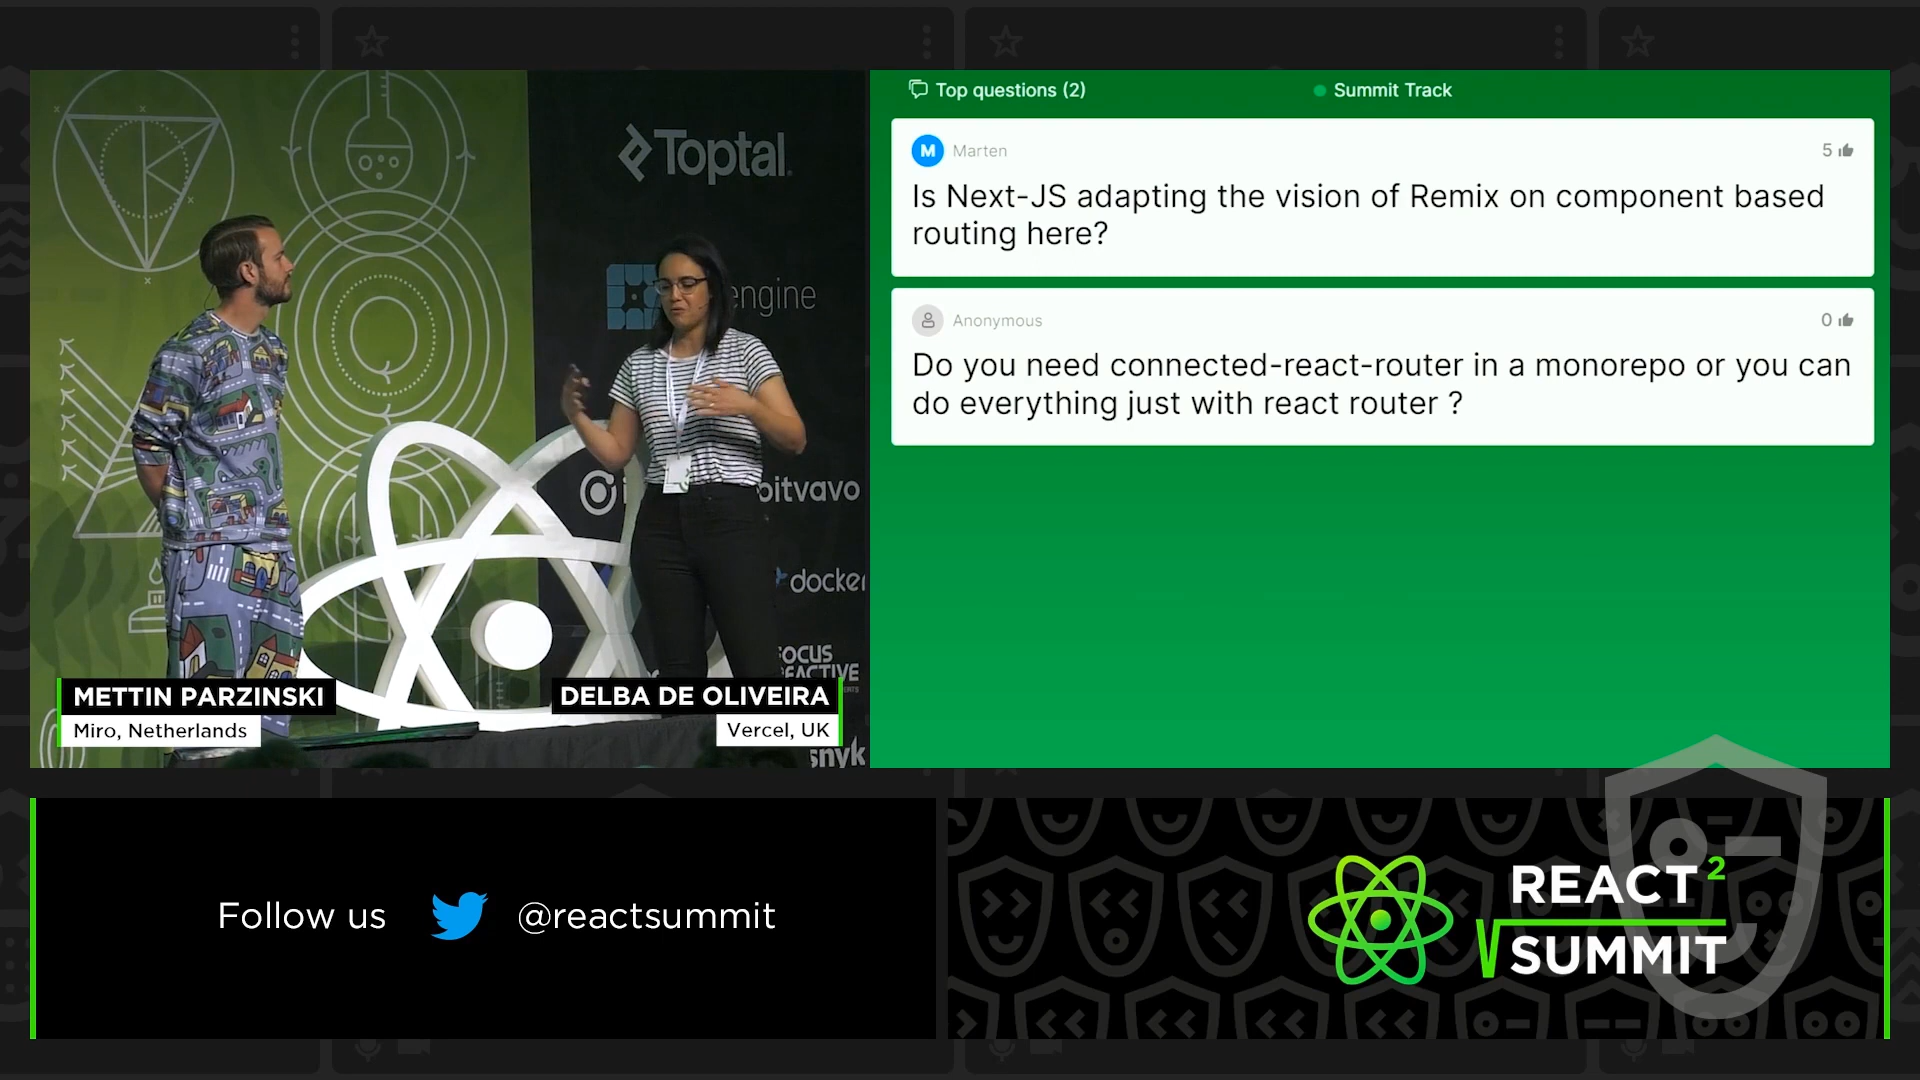 Toptal
engine
bitvavo
docker
snyk
METTIN PARZINSKI
Miro, Netherlands
DELBA DE OLIVEIRA
Vercel, UK
Top questions (2)
Summit Track
M
Marten
5
Is Next-JS adapting the vision of Remix on component based
routing here?
Anonymous
0
Do you need connected-react-router in a monorepo or you can
do everything just with react router ?
Follow us
@reactsummit
REACT 2
SUMMIT